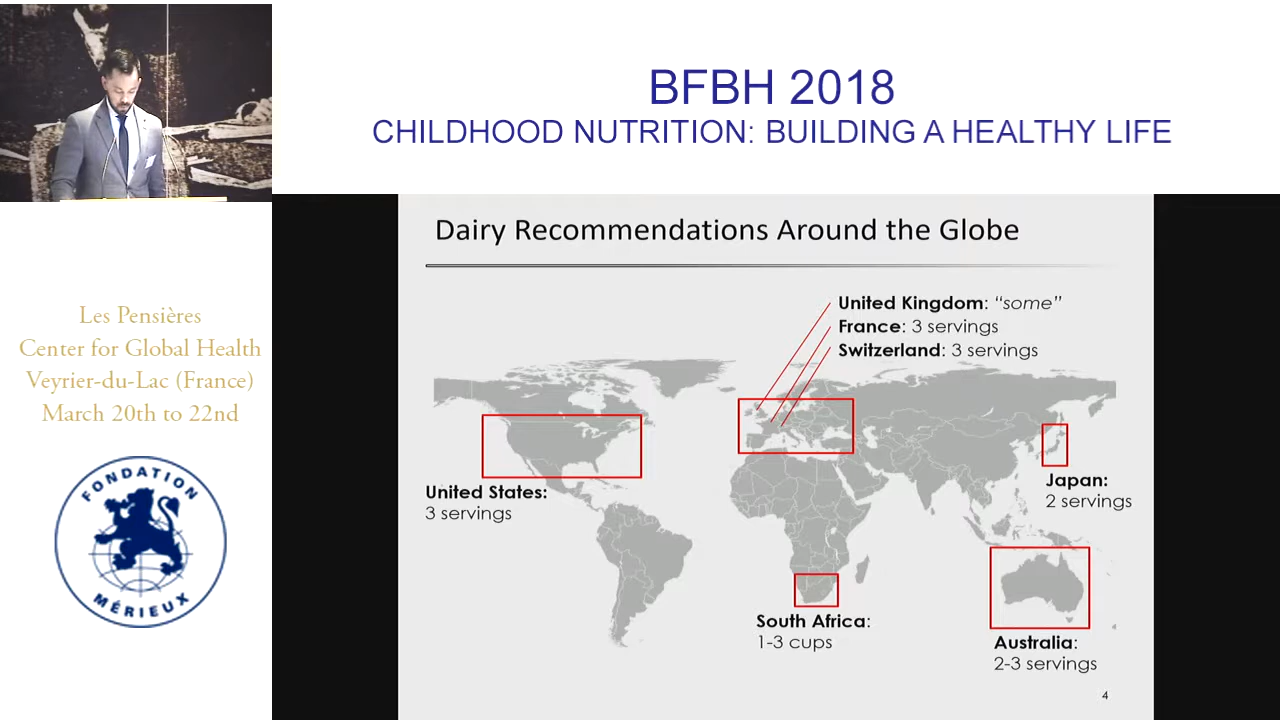 BFBH 2018
CHILDHOOD NUTRITION: BUILDING A HEALTHY LIFE
Les Pensières
Center for Global Health
Veyrier-du-Lac (France)
March 20th to 22nd
FONDATION
MÉRIEUX
Dairy Recommendations Around the Globe
United Kingdom: “some”
France: 3 servings
Switzerland: 3 servings
United States:
3 servings
Japan:
2 servings
South Africa:
1-3 cups
Australia:
2-3 servings
4